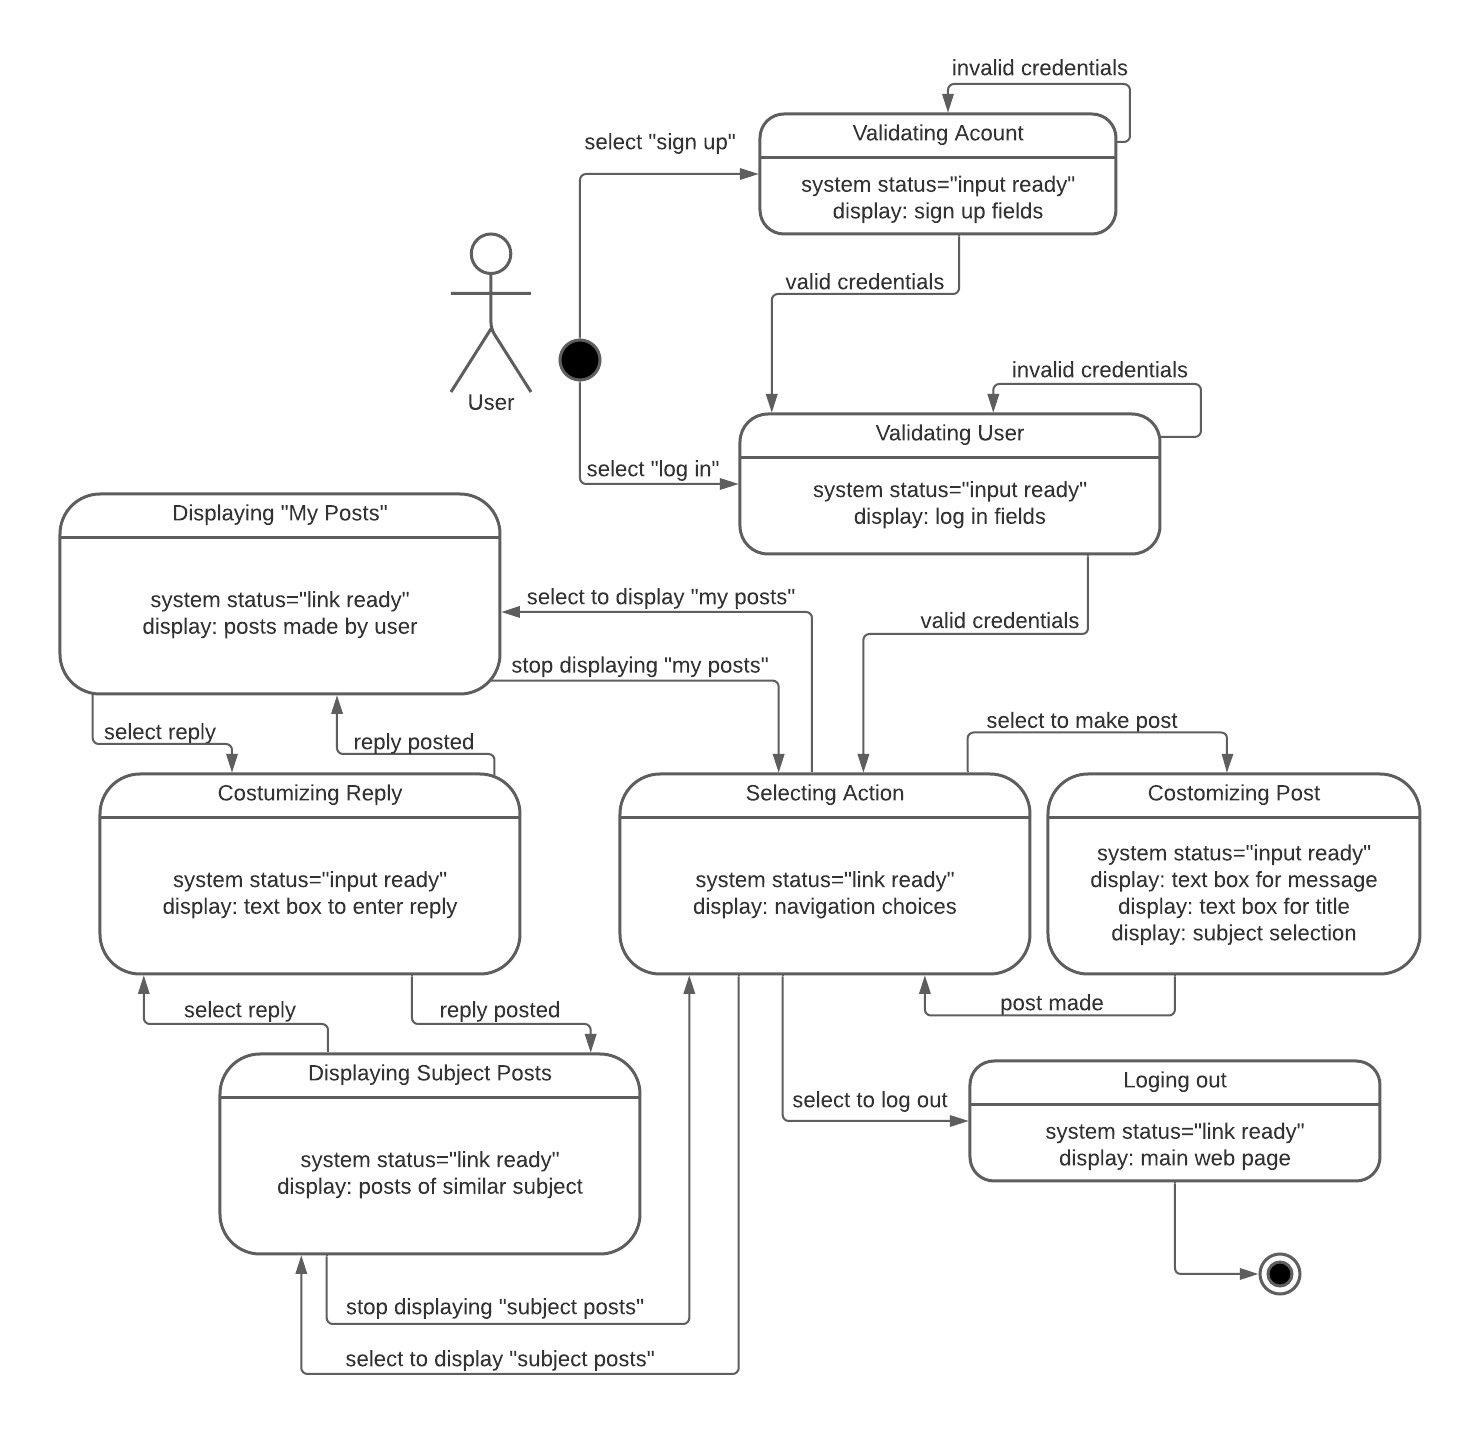 invalid credentials
select "sign up"
Validating Acount
system status="input ready"
display: sign up fields
valid credentials
User
invalid credentials
Validating User
select "log in"
system status="input ready"
display: log in fields
Displaying "My Posts"
system status="link ready"
display: posts made by user
select to display "my posts"
valid credentials
stop displaying "my posts"
select reply
reply posted
select to make post
Costumizing Reply
system status="input ready"
display: text box to enter reply
Selecting Action
system status="link ready"
display: navigation choices
Costomizing Post
system status="input ready"
display: text box for message
display: text box for title
display: subject selection
select reply
reply posted
post made
Displaying Subject Posts
system status="link ready"
display: posts of similar subject
select to log out
Loging out
system status="link ready"
display: main web page
stop displaying "subject posts"
select to display "subject posts"